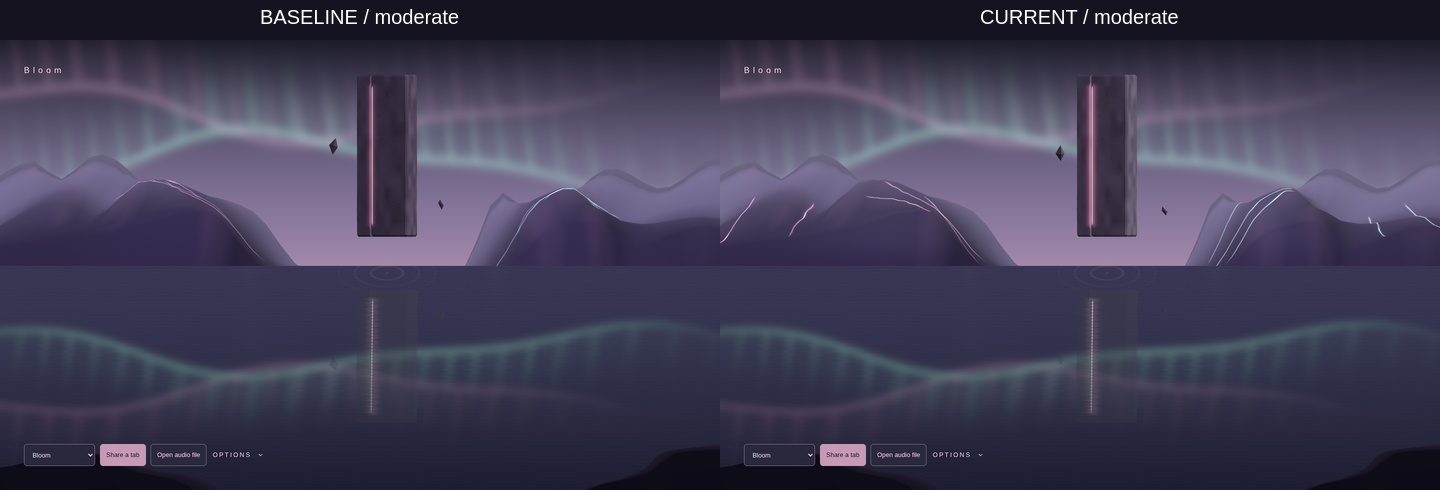 BASELINE / moderate
CURRENT / moderate
Bloom
Bloom
Bloom
Share a tab
Open audio file
OPTIONS
Bloom
Share a tab
Open audio file
OPTIONS